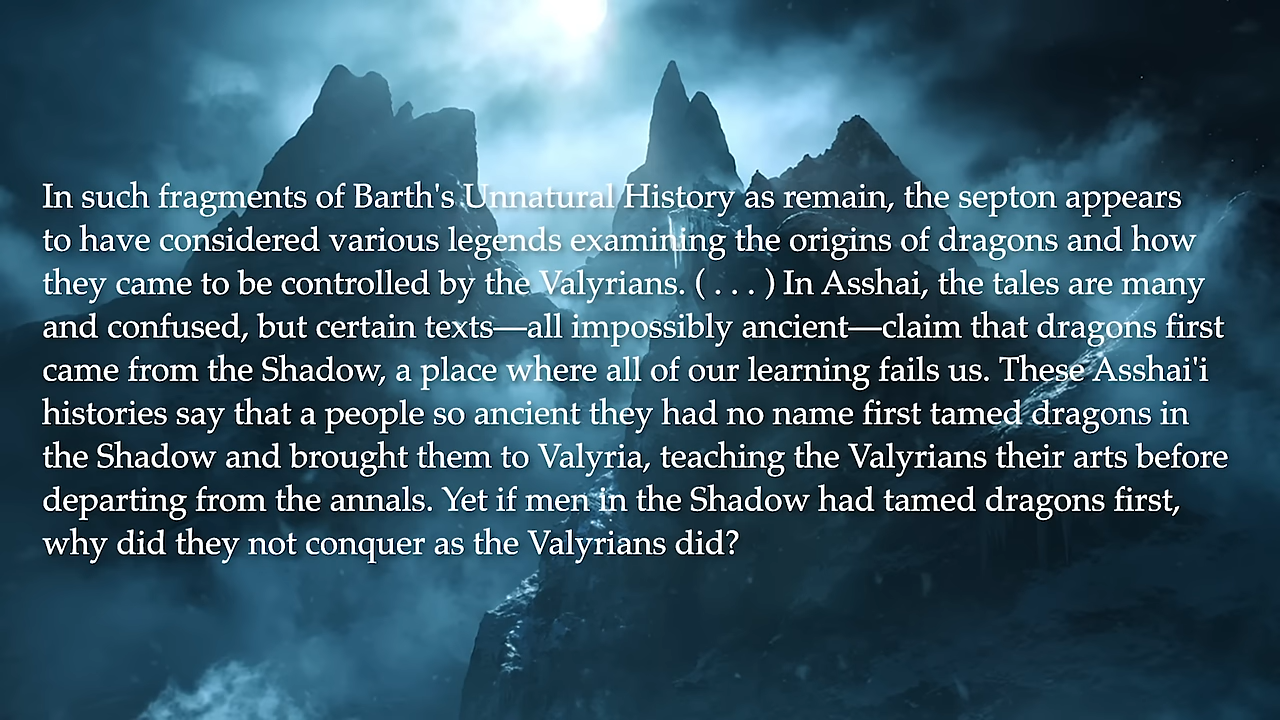 In such fragments of Barth's Unnatural History as remain, the septon appears
to have considered various legends examining the origins of dragons and how
they came to be controlled by the Valyrians. ( . . . ) In Asshai, the tales are many
and confused, but certain texts—all impossibly ancient—claim that dragons first
came from the Shadow, a place where all of our learning fails us. These Asshai'i
histories say that a people so ancient they had no name first tamed dragons in
the Shadow and brought them to Valyria, teaching the Valyrians their arts before
departing from the annals. Yet if men in the Shadow had tamed dragons first,
why did they not conquer as the Valyrians did?